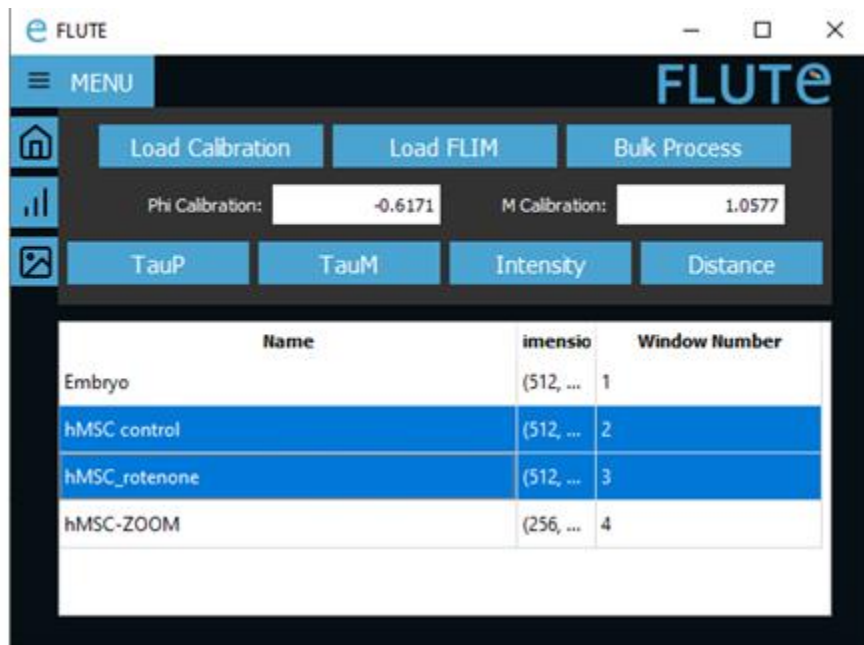 FLUTE
MENU
FLUTe
Load Calibration Load FLIM Bulk Process
Phi Calibration: -0.6171 M Calibration: 1.0577
TauP TauM Intensity Distance
Name imensio Window Number
Embryo (512, ... 1
hMSC control (512, ... 2
hMSC_rotenone (512, ... 3
hMSC-ZOOM (256, ... 4